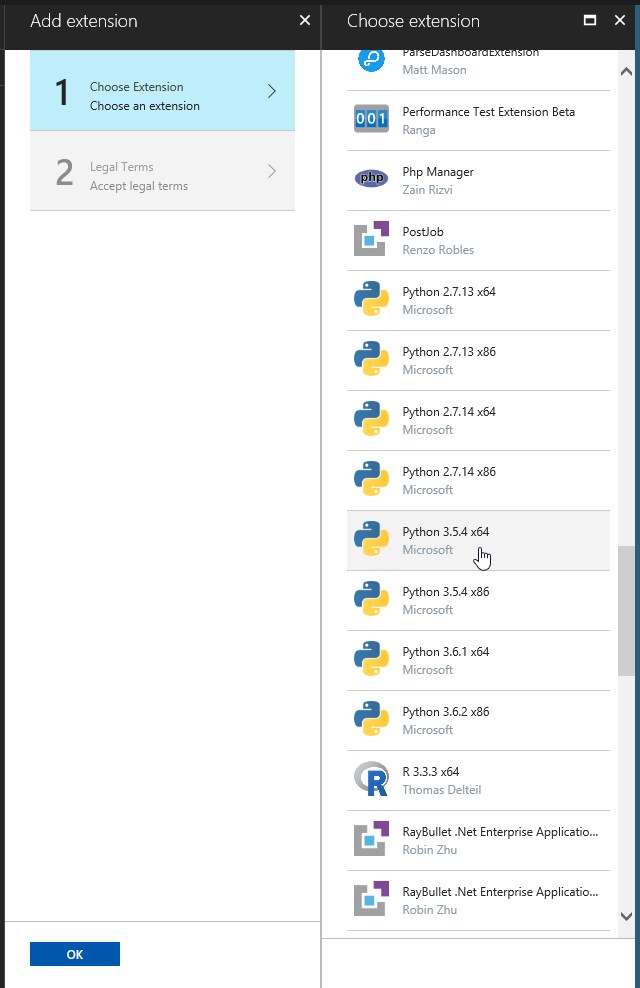 Add extension
1
Choose Extension
Choose an extension
2
Legal Terms
Accept legal terms
OK
Choose extension
ParseDashboardExtension
Matt Mason
001
Performance Test Extension Beta
Ranga
php
Php Manager
Zain Rizvi
PostJob
Renzo Robles
Python 2.7.13 x64
Microsoft
Python 2.7.13 x86
Microsoft
Python 2.7.14 x64
Microsoft
Python 2.7.14 x86
Microsoft
Python 3.5.4 x64
Microsoft
Python 3.5.4 x86
Microsoft
Python 3.6.1 x64
Microsoft
Python 3.6.2 x86
Microsoft
R
R 3.3.3 x64
Thomas Delteil
RayBullet .Net Enterprise Applicatio...
Robin Zhu
RayBullet .Net Enterprise Applicatio...
Robin Zhu